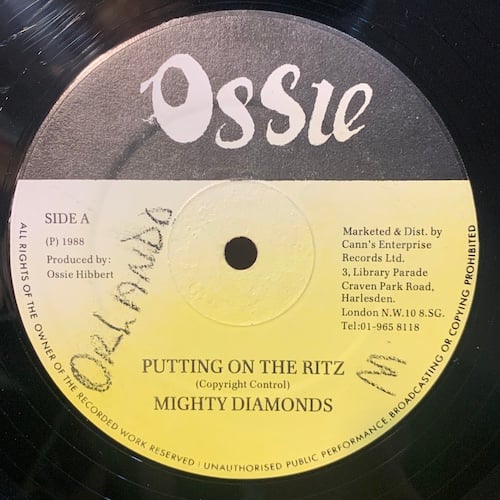 OSSIE
SIDE A
(P) 1988
Produced by:
Ossie Hibbert
Marketed & Dist. by
Cann's Enterprise
Records Ltd.
3, Library Parade
Craven Park Road,
Harlesden.
London N.W.10 8.SG.
Tel:01-965 8118
ORLANDO
M
PUTTING ON THE RITZ
(Copyright Control)
MIGHTY DIAMONDS
ALL RIGHTS OF THE OWNER OF THE RECORDED WORK RESERVED : UNAUTHORISED PUBLIC PERFORMANCE, BROADCASTING OR COPYING PROHIBITED